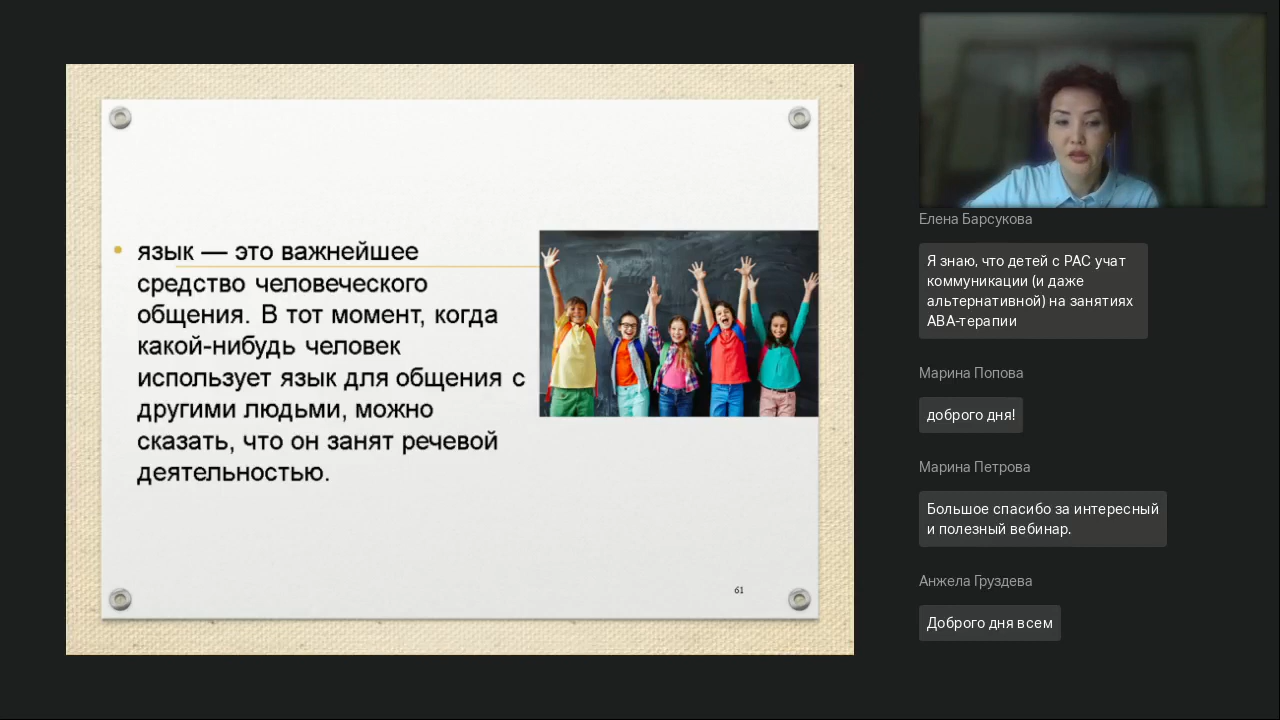 язык — это важнейшее
средство человеческого
общения. В тот момент, когда
какой-нибудь человек
использует язык для общения с
другими людьми, можно
сказать, что он занят речевой
деятельностью.
61
Елена Барсукова
Я знаю, что детей с РАС учат
коммуникации (и даже
альтернативной) на занятиях
АВА-терапии
Марина Попова
доброго дня!
Марина Петрова
Большое спасибо за интересный
и полезный вебинар.
Анжела Груздева
Доброго дня всем